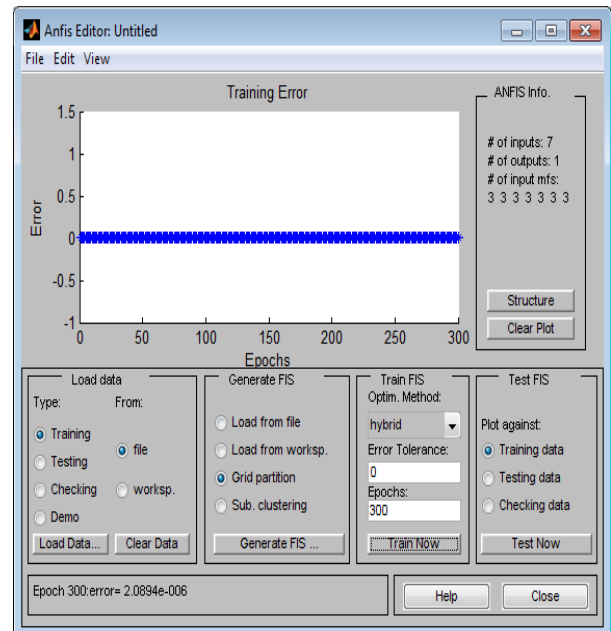 Anfis Editor: Untitled
File Edit View
Training Error
1.5
1
0.5
0
-0.5
-1
Error
0 50 100 150 200 250 300
Epochs
ANFIS Info.
# of inputs: 7
# of outputs: 1
# of input mfs:
3 3 3 3 3 3 3
Structure
Clear Plot
Load data
Type: From:
Training
file
Testing
Checking
worksp.
Demo
Load Data... Clear Data
Generate FIS
Load from file
Load from worksp.
Grid partition
Sub. clustering
Generate FIS ...
Train FIS
Optim. Method:
hybrid
Error Tolerance:
0
Epochs:
300
Train Now
Test FIS
Plot against:
Training data
Testing data
Checking data
Test Now
Epoch 300:error= 2.0894e-006
Help Close